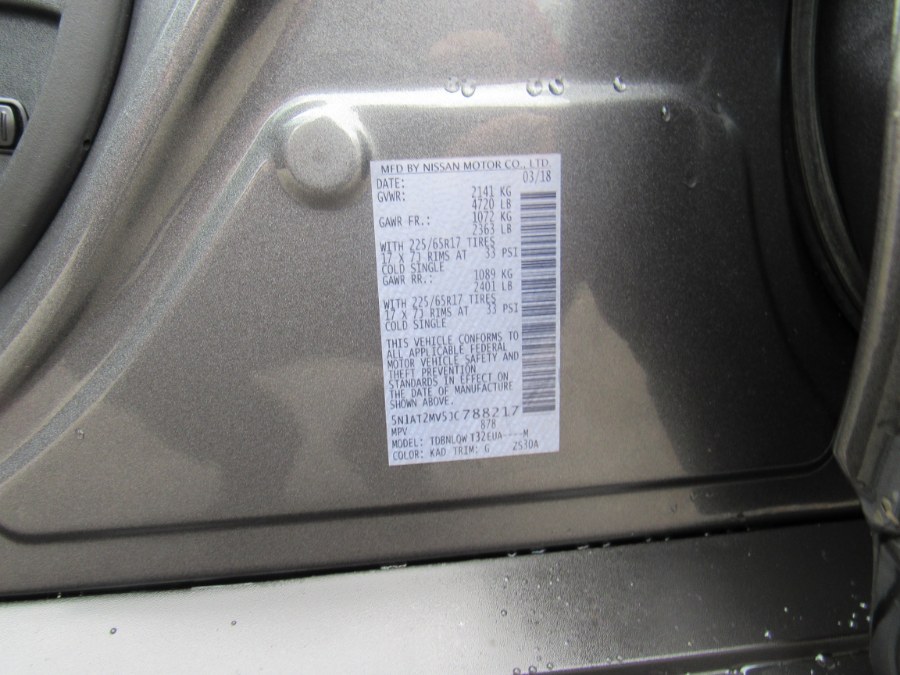 MFD BY NISSAN MOTOR CO., LTD.
DATE: 03/18
GVWR: 2141 KG
4720 LB
GAWR FR.: 1072 KG
2363 LB
WITH 225/65R17 TIRES
17 X 7J RIMS AT 33 PSI
COLD SINGLE
GAWR RR.: 1089 KG
2401 LB
WITH 225/65R17 TIRES
17 X 7J RIMS AT 33 PSI
COLD SINGLE
THIS VEHICLE CONFORMS TO
ALL APPLICABLE FEDERAL
MOTOR VEHICLE SAFETY AND
THEFT PREVENTION
STANDARDS IN EFFECT ON
THE DATE OF MANUFACTURE
SHOWN ABOVE.
5N1AT2MV5JC788217
MPV 878
MODEL: TDBNLQW T32EUA----M
COLOR: KAD TRIM: G 2530A